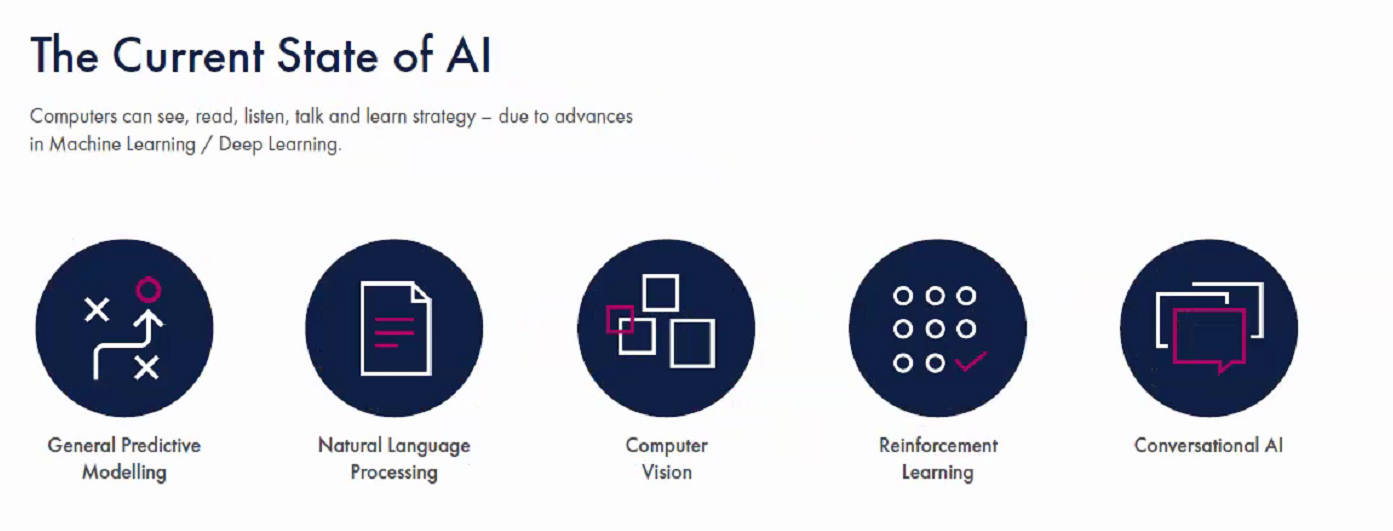 The Current State of AI
Computers can see, read, listen, talk and learn strategy – due to advances
in Machine Learning / Deep Learning.
General Predictive
Modelling
Natural Language
Processing
Computer
Vision
Reinforcement
Learning
Conversational AI